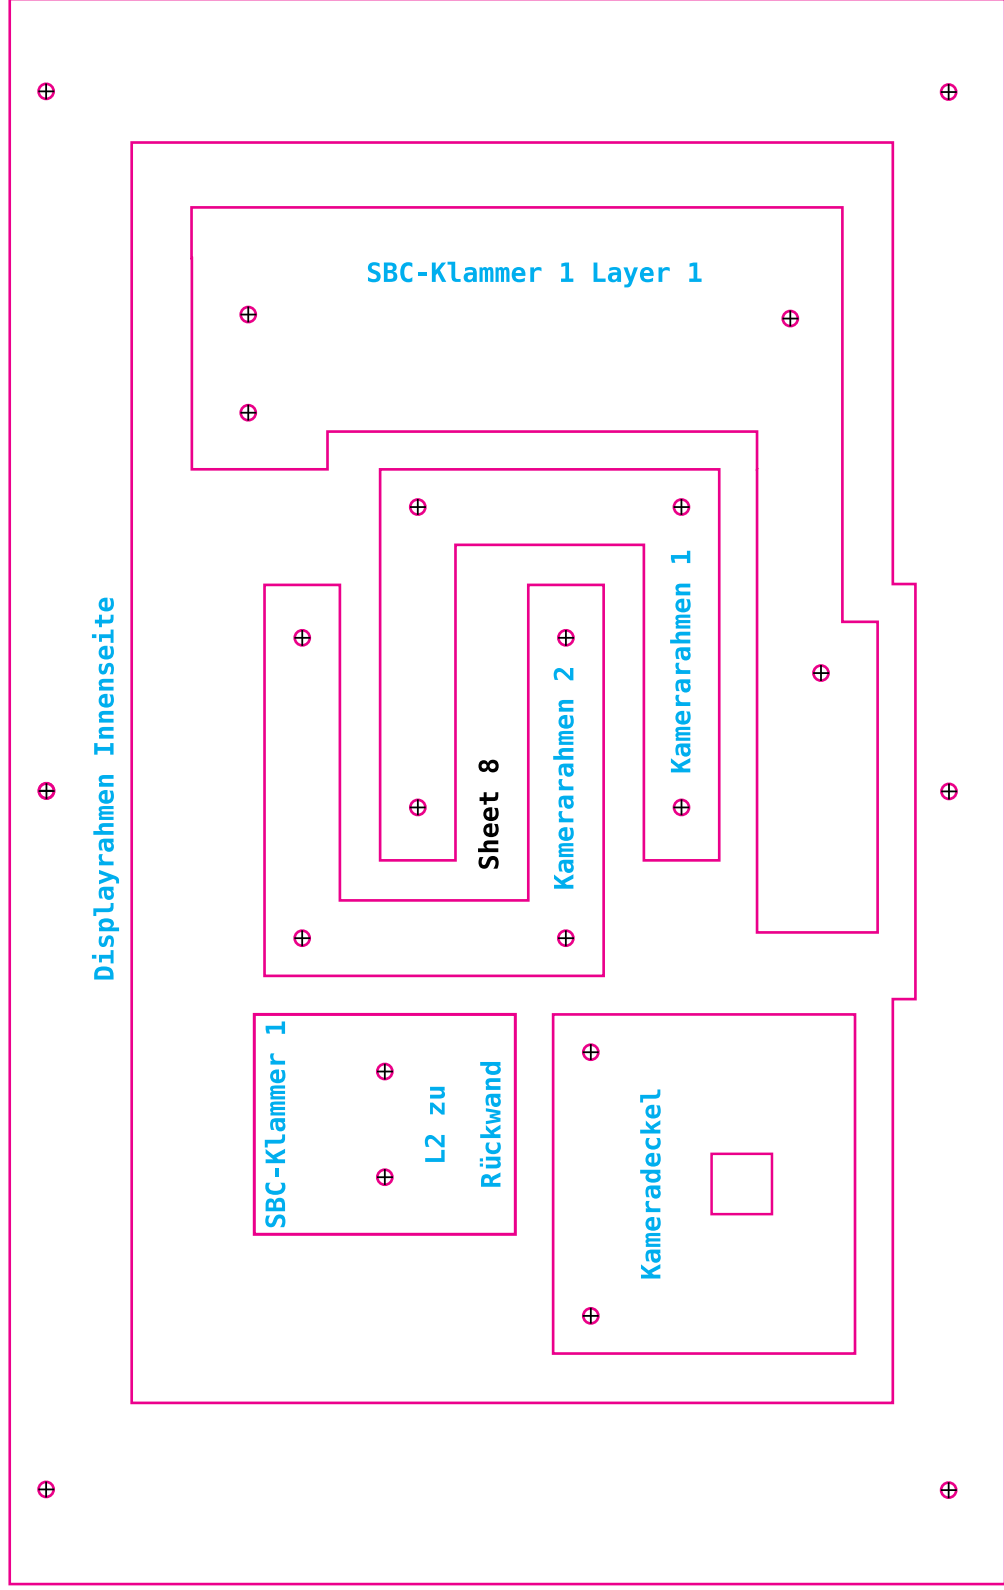 SBC-Klammer 1 Layer 1
Displayrahmen Innenseite
Kamerarahmen 1
Kamerarahmen 2
Sheet 8
SBC-Klammer 1
L2 zu
Rückwand
Kameradeckel